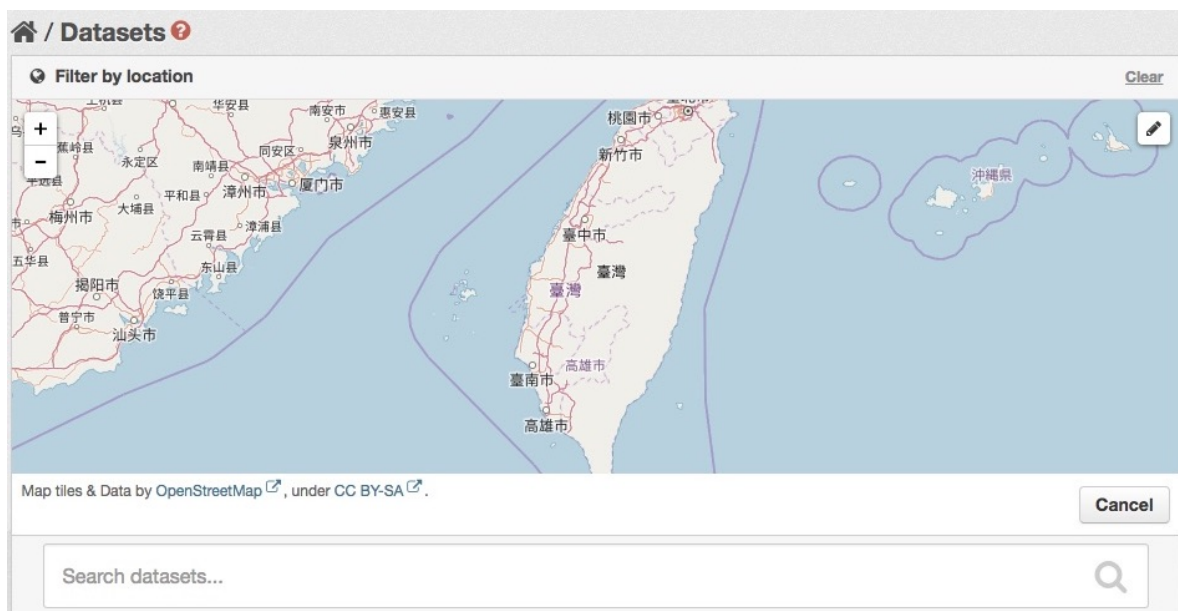 / Datasets ?
Filter by location
Clear
+
-
华安县
南安市
惠安县
泉州市
桃園市
蕉岭县
永定区
南靖县
同安区
新竹市
漳州市
厦门市
沖縄県
平和县
大埔县
梅州市
漳浦县
云霄县
臺中市
五华县
东山县
臺灣
揭阳市
饶平县
臺灣
普宁市
汕头市
臺南市
高雄市
高雄市
Map tiles & Data by OpenStreetMap , under CC BY-SA .
Cancel
Search datasets...